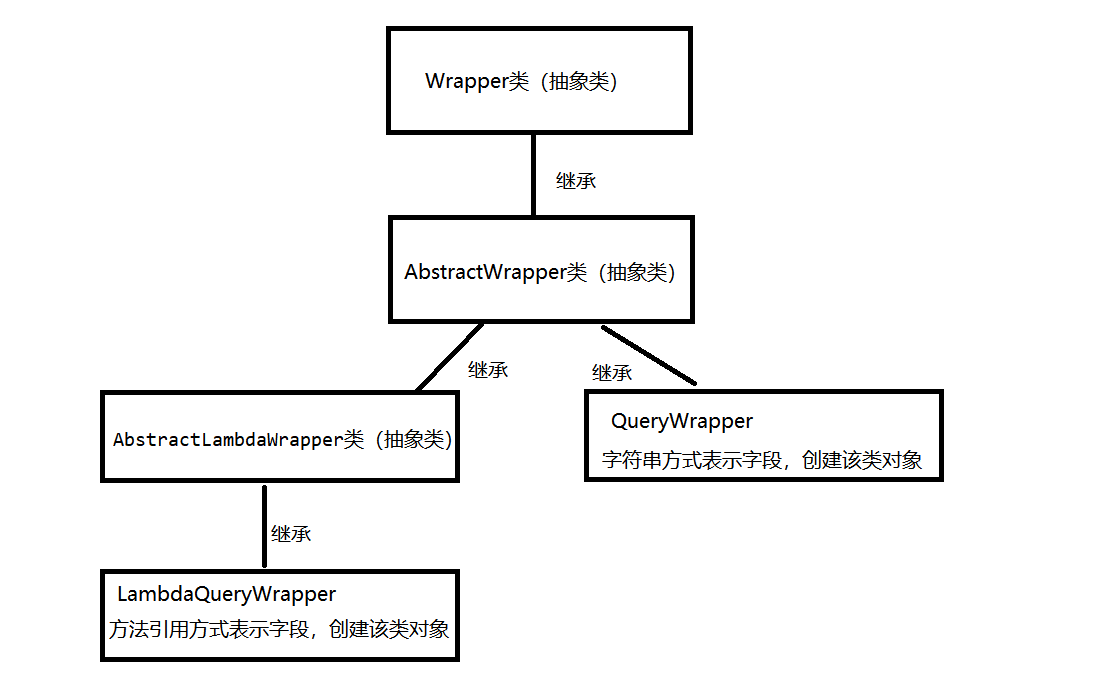 Wrapper类（抽象类）
继承
AbstractWrapper类（抽象类）
继承
继承
AbstractLambdaWrapper类（抽象类）
QueryWrapper
字符串方式表示字段，创建该类对象
继承
LambdaQueryWrapper
方法引用方式表示字段，创建该类对象